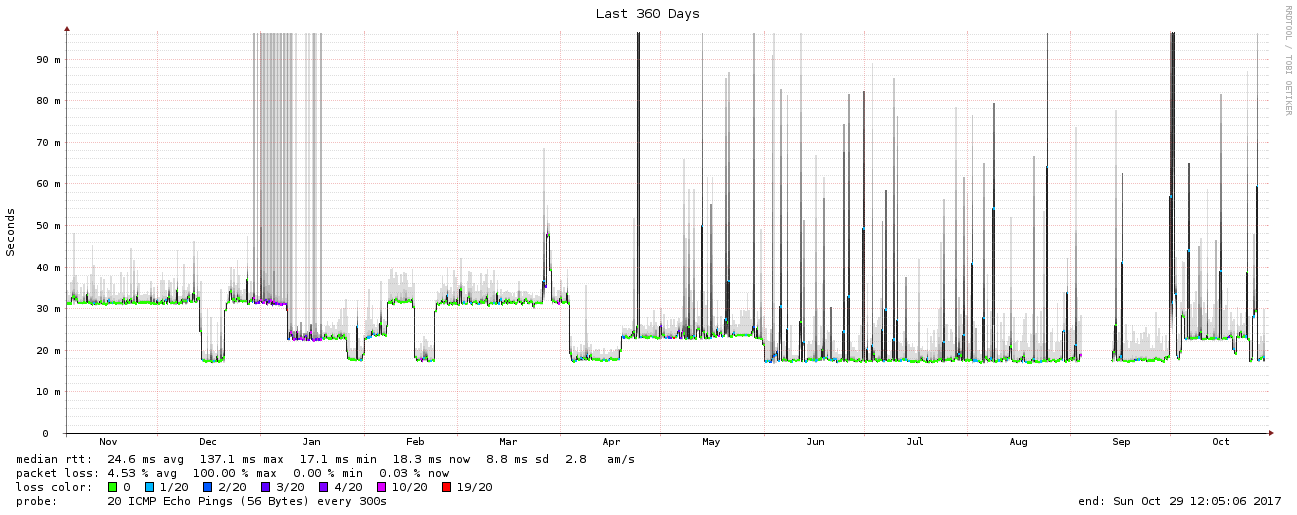 Last 360 Days
RRDTOOL / TOBI OETIKER
Seconds
90 m
80 m
70 m
60 m
50 m
40 m
30 m
20 m
10 m
0
Nov Dec Jan Feb Mar Apr May Jun Jul Aug Sep Oct
median rtt: 24.6 ms avg 137.1 ms max 17.1 ms min 18.3 ms now 8.8 ms sd 2.8 am/s
packet loss: 4.53 % avg 100.00 % max 0.00 % min 0.03 % now
loss color: 0 1/20 2/20 3/20 4/20 10/20 19/20
probe: 20 ICMP Echo Pings (56 Bytes) every 300s end: Sun Oct 29 12:05:06 2017